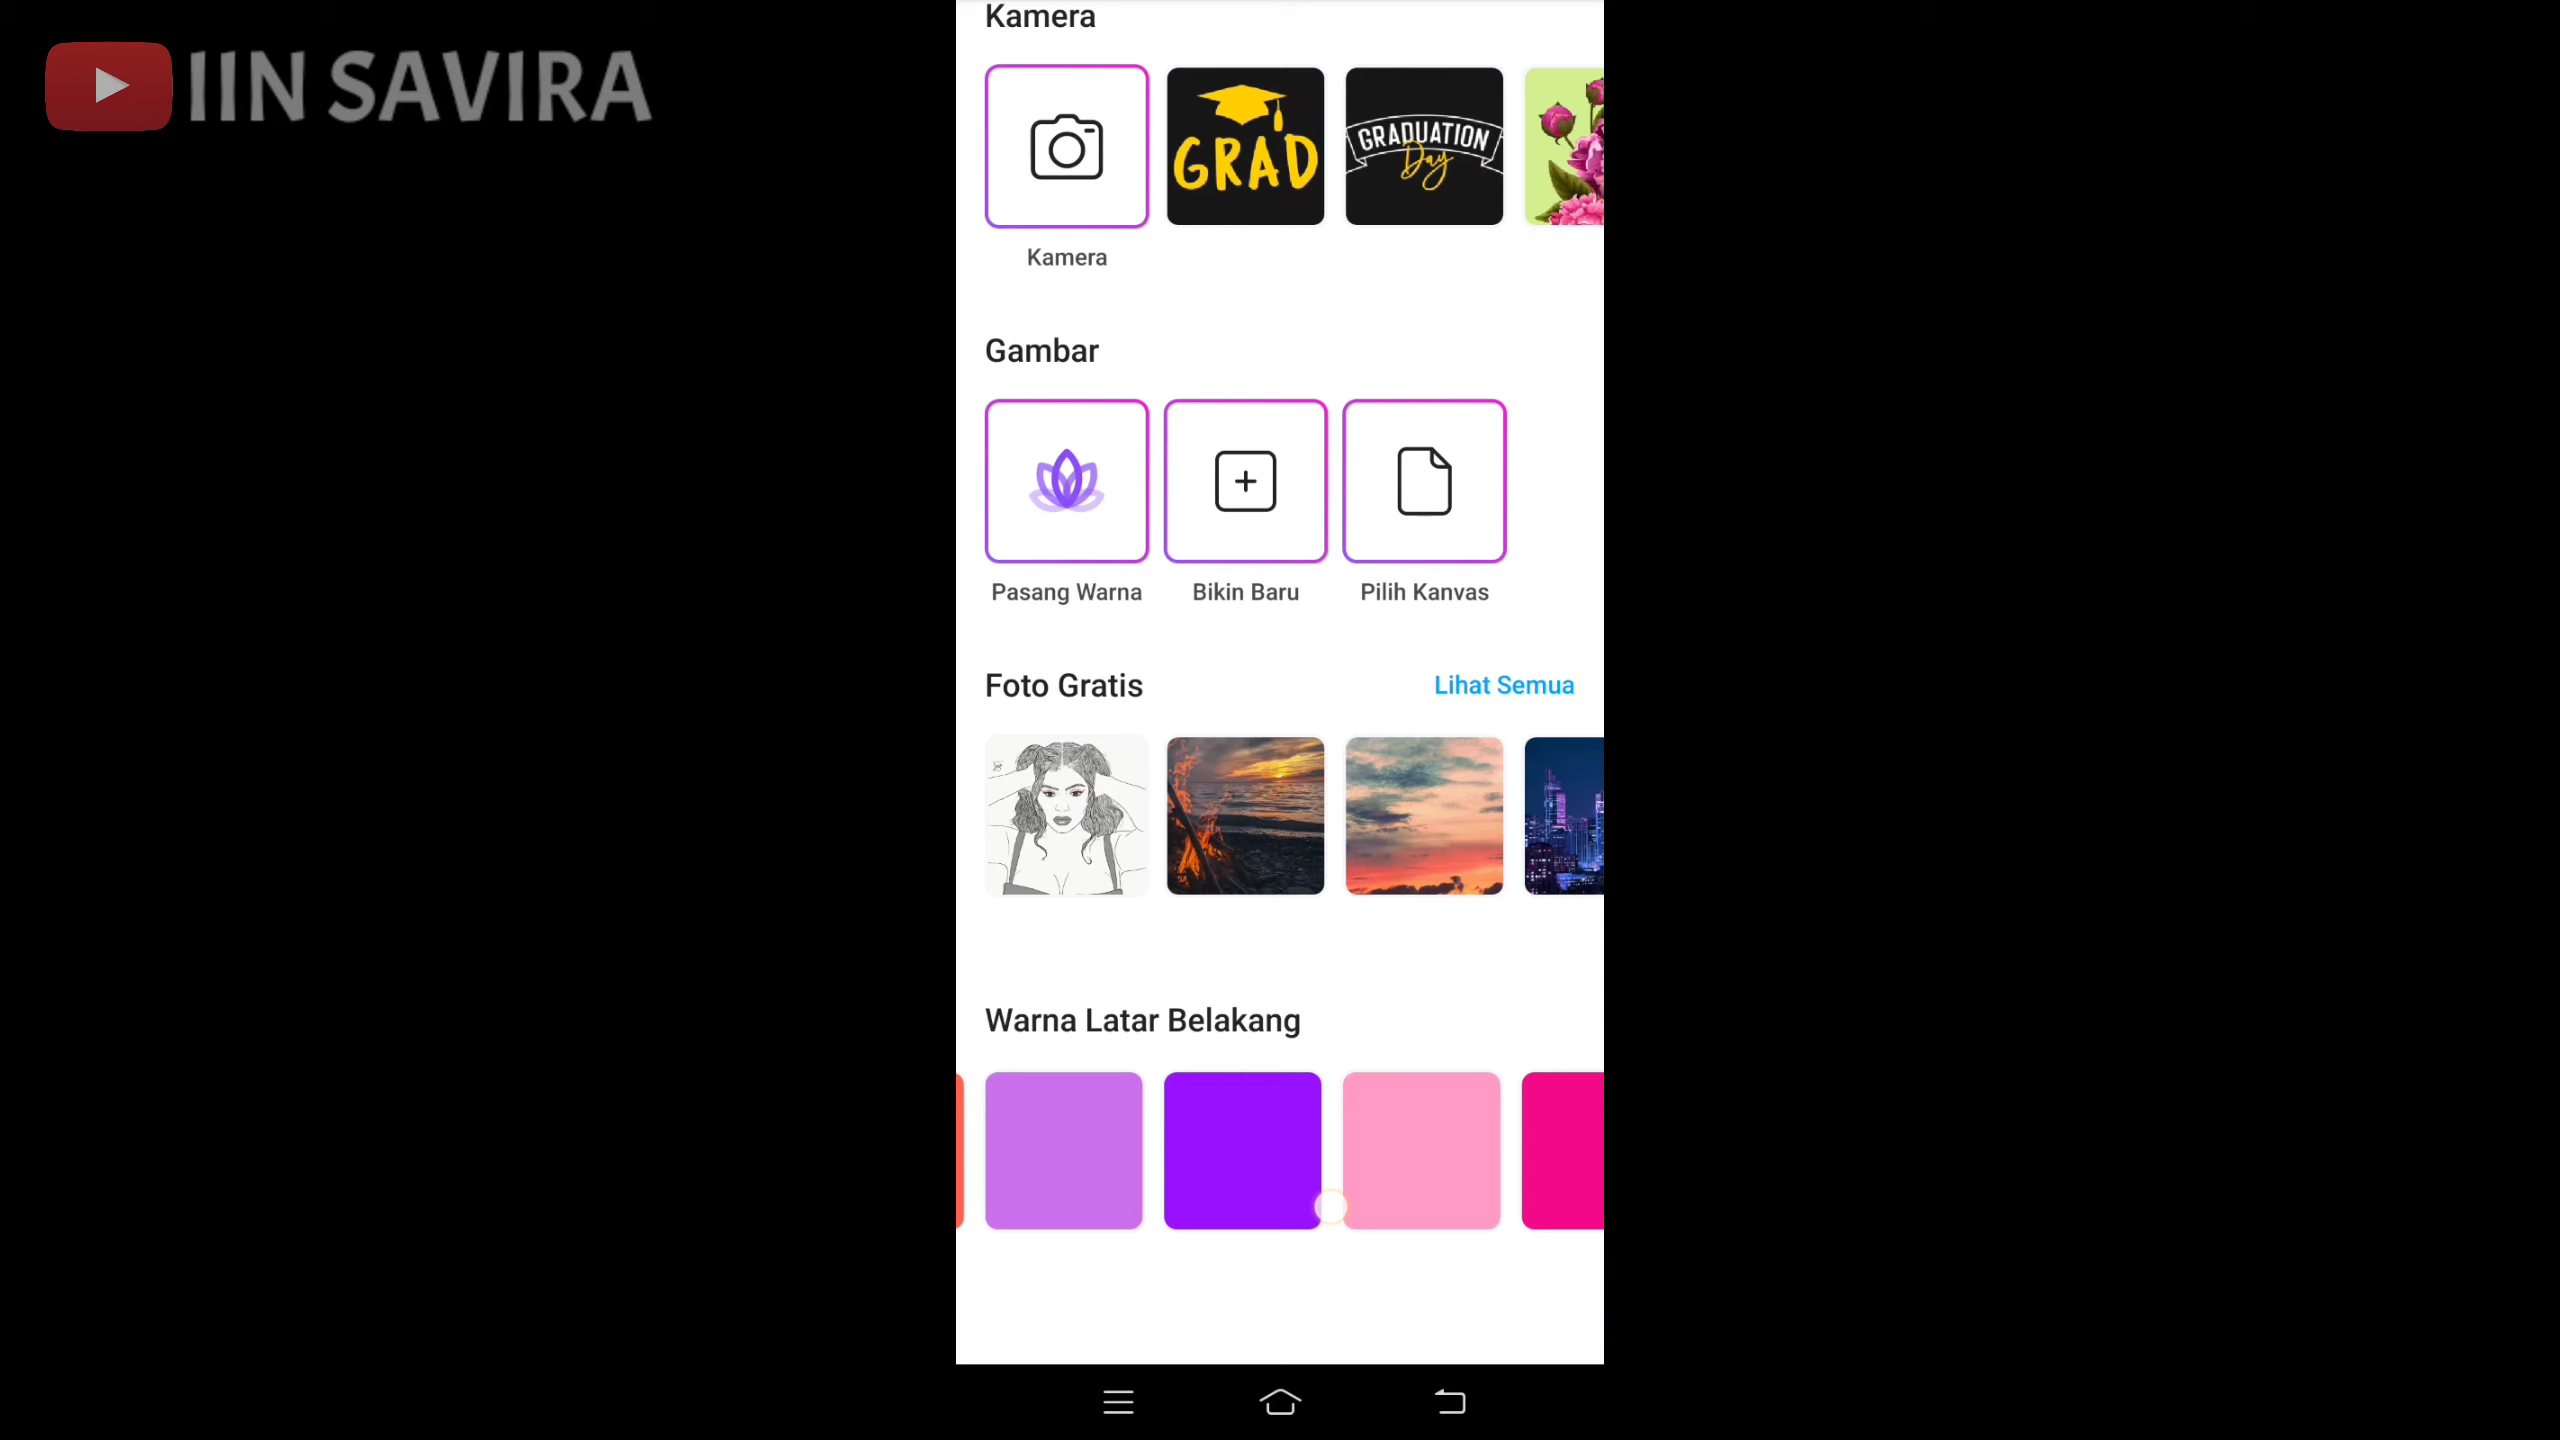 IIN SAVIRA
Kamera
GRAD
GRADUATION
Day
Kamera
Gambar
Pasang Warna
Bikin Baru
Pilih Kanvas
Foto Gratis
Lihat Semua
Warna Latar Belakang